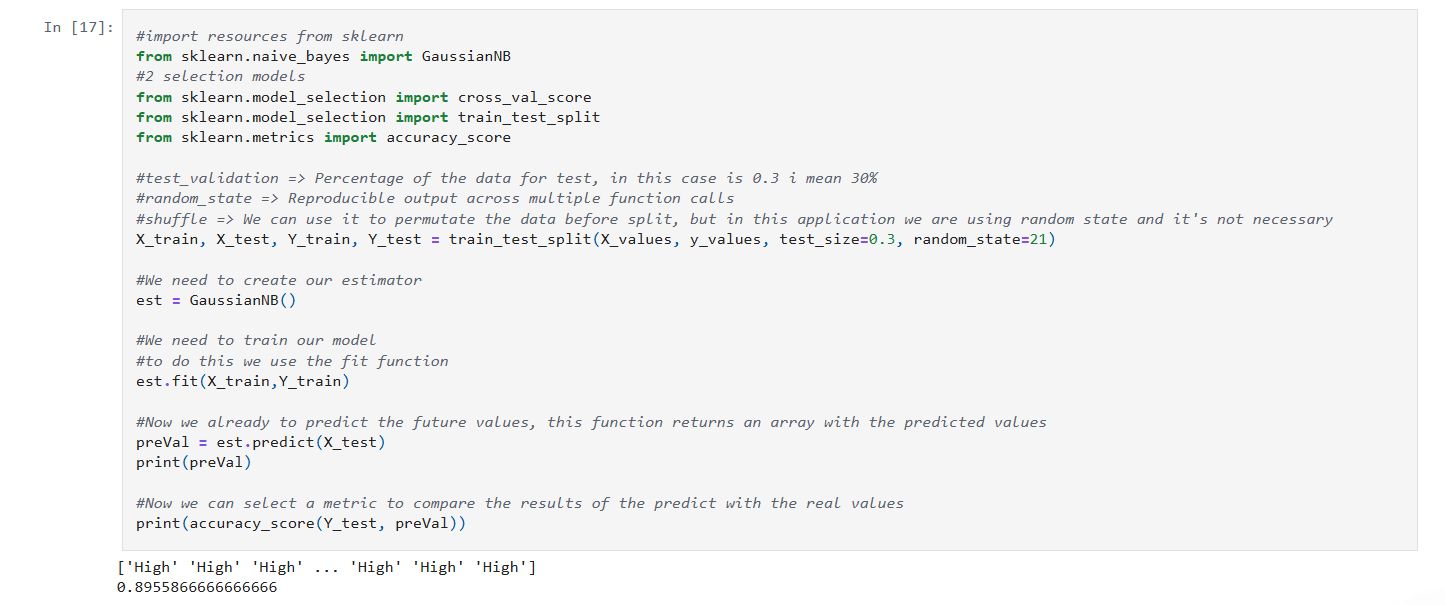 In [17]:
#import resources from sklearn
from sklearn.naive_bayes import GaussianNB
#2 selection models
from sklearn.model_selection import cross_val_score
from sklearn.model_selection import train_test_split
from sklearn.metrics import accuracy_score
#test_validation => Percentage of the data for test, in this case is 0.3 i mean 30%
#random_state => Reproducible output across multiple function calls
#shuffle => We can use it to permutate the data before split, but in this application we are using random state and it's not necessary
X_train, X_test, Y_train, Y_test = train_test_split(X_values, y_values, test_size=0.3, random_state=21)
#We need to create our estimator
est = GaussianNB()
#We need to train our model
#to do this we use the fit function
est.fit(X_train,Y_train)
#Now we already to predict the future values, this function returns an array with the predicted values
preVal = est.predict(X_test)
print(preVal)
#Now we can select a metric to compare the results of the predict with the real values
print(accuracy_score(Y_test, preVal))
['High' 'High' 'High' ... 'High' 'High' 'High']
0.8955866666666666